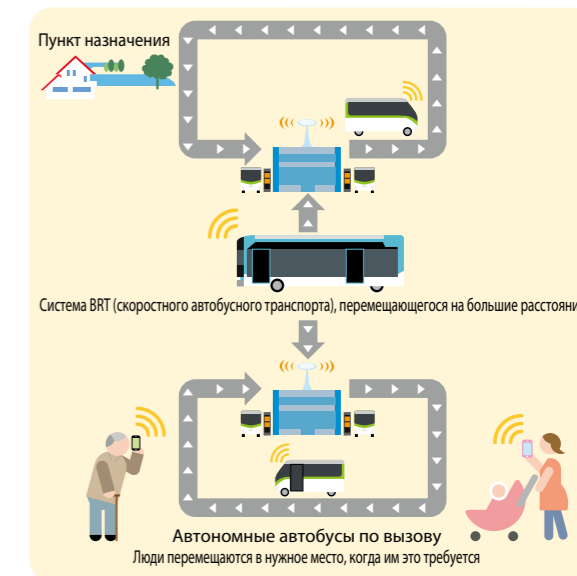 Пункт назначения
Система BRT (скоростного автобусного транспорта), перемещающегося на большие расстояни
Автономные автобусы по вызову
Люди перемещаются в нужное место, когда им это требуется